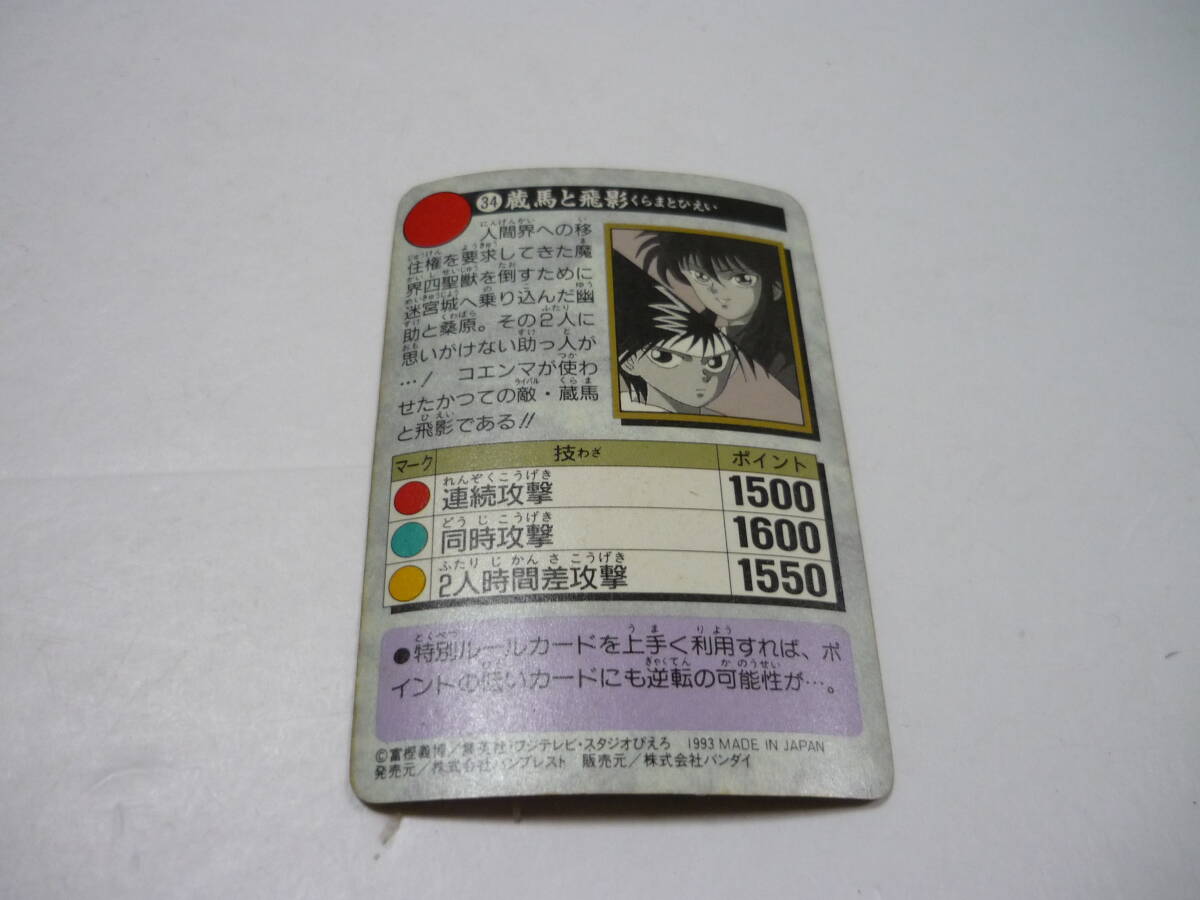 34 蔵馬と飛影くらまとひえい
人間界への移
住権を要求してきた魔
界四聖獣を倒すために
迷宮城へ乗り込んだ幽
助と桑原。その2人に
思いがけない助っ人が
…! コエンマが使わ
せたかつての敵・蔵馬
と飛影である!!
マーク 技わざ ポイント
連続攻撃 1500
同時攻撃 1600
2人時間差攻撃 1550
●特別ルールカードを上手く利用すれば、ポ
イントの低いカードにも逆転の可能性が…。
©富樫義博/集英社・フジテレビ・スタジオぴえろ 1993 MADE IN JAPAN
発売元/株式会社バンプレスト 販売元/株式会社バンダイ